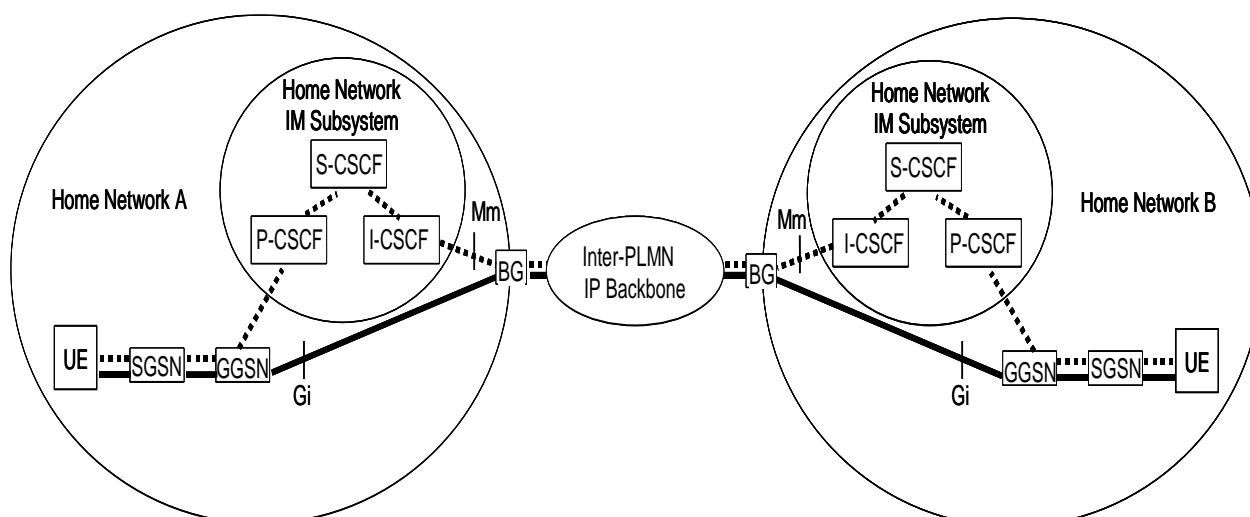 Home Network
IM Subsystem
S-CSCF
Home Network A
P-CSCF
I-CSCF
Mm
BG
UE
SGSN
GGSN
Gi
Inter-PLMN
IP Backbone
Home Network
IM Subsystem
S-CSCF
Home Network B
Mm
I-CSCF
P-CSCF
BG
GGSN
SGSN
UE
Gi